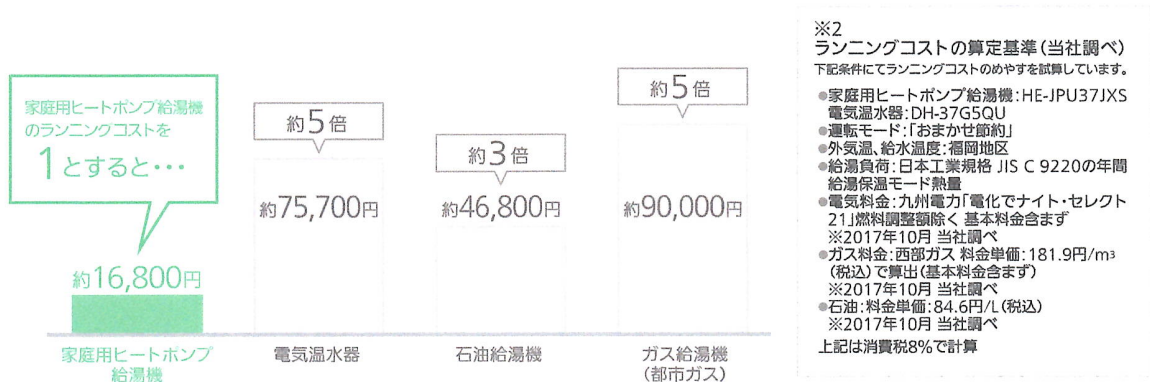 家庭用ヒートポンプ給湯機
のランニングコストを
1とすると・・・
約16,800円
家庭用ヒートポンプ
給湯機
約5倍
約75,700円
電気温水器
約3倍
約46,800円
石油給湯機
約5倍
約90,000円
ガス給湯機
(都市ガス)
※2
ランニングコストの算定基準(当社調べ)
下記条件にてランニングコストのめやすを試算しています。
●家庭用ヒートポンプ給湯機:HE-JPU37JXS
電気温水器:DH-37G5QU
●運転モード:「おまかせ節約」
●外気温、給水温度:福岡地区
●給湯負荷:日本工業規格 JIS C 9220の年間
給湯保温モード熱量
●電気料金:九州電力「電化でナイト・セレクト
21」燃料調整額除く 基本料金含まず
※2017年10月 当社調べ
●ガス料金:西部ガス 料金単価:181.9円/m³
(税込)で算出(基本料金含まず)
※2017年10月 当社調べ
●石油:料金単価:84.6円/L(税込)
※2017年10月 当社調べ
上記は消費税8%で計算